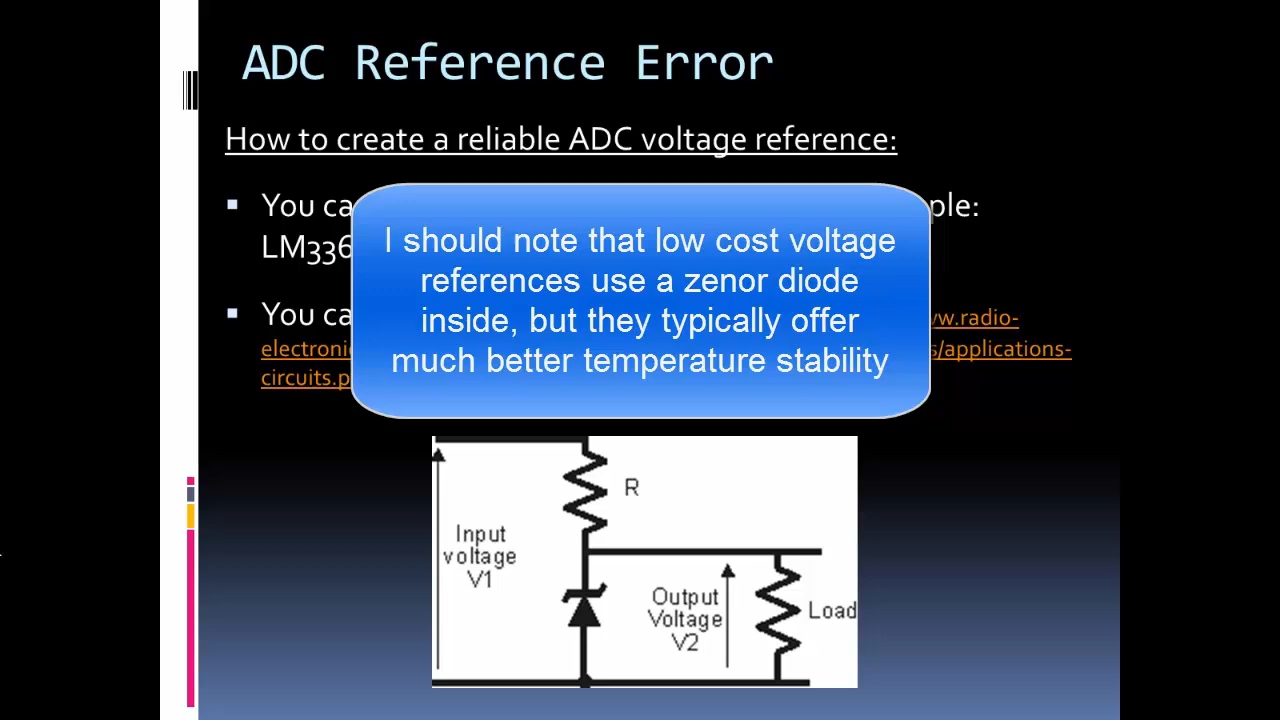 ADC Reference Error
How to create a reliable ADC voltage reference:
You ca ple:
LM336
You ca ww.radio-
electronic s/applications-
circuits.p
I should note that low cost voltage
references use a zenor diode
inside, but they typically offer
much better temperature stability
R
Input
voltage
V1
Output
Voltage
V2
Load